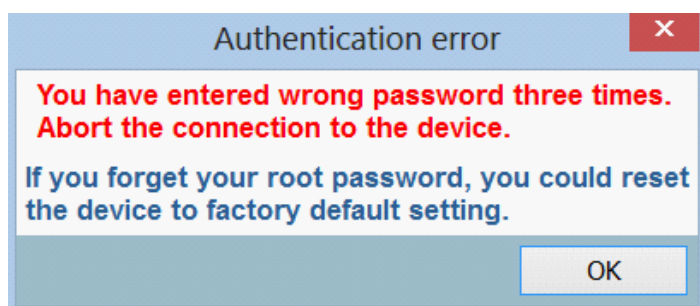 Authentication error
You have entered wrong password three times.
Abort the connection to the device.
If you forget your root password, you could reset
the device to factory default setting.
OK